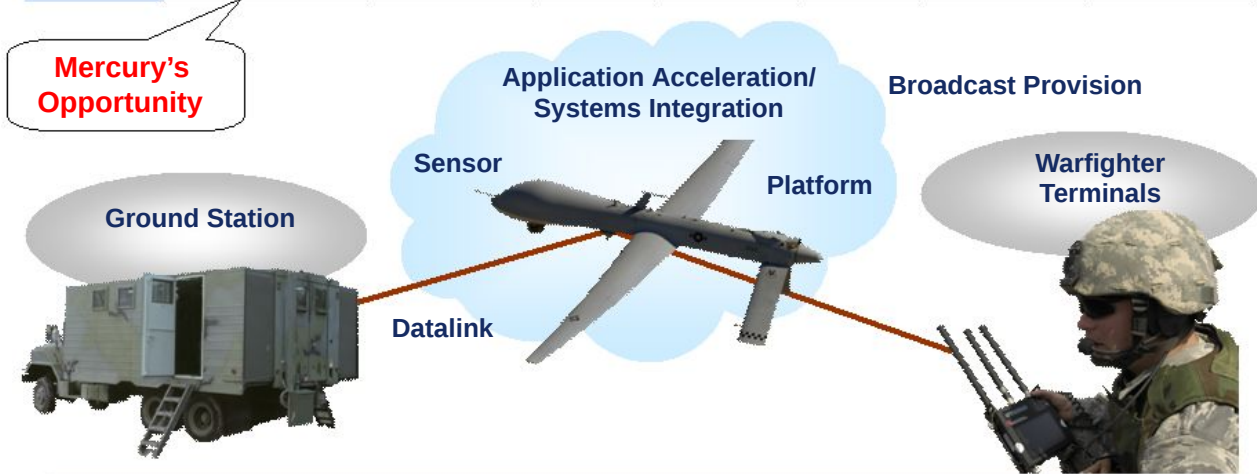 Mercury's
Opportunity
Application Acceleration/
Systems Integration
Broadcast Provision
Sensor
Platform
Warfighter
Terminals
Ground Station
Datalink